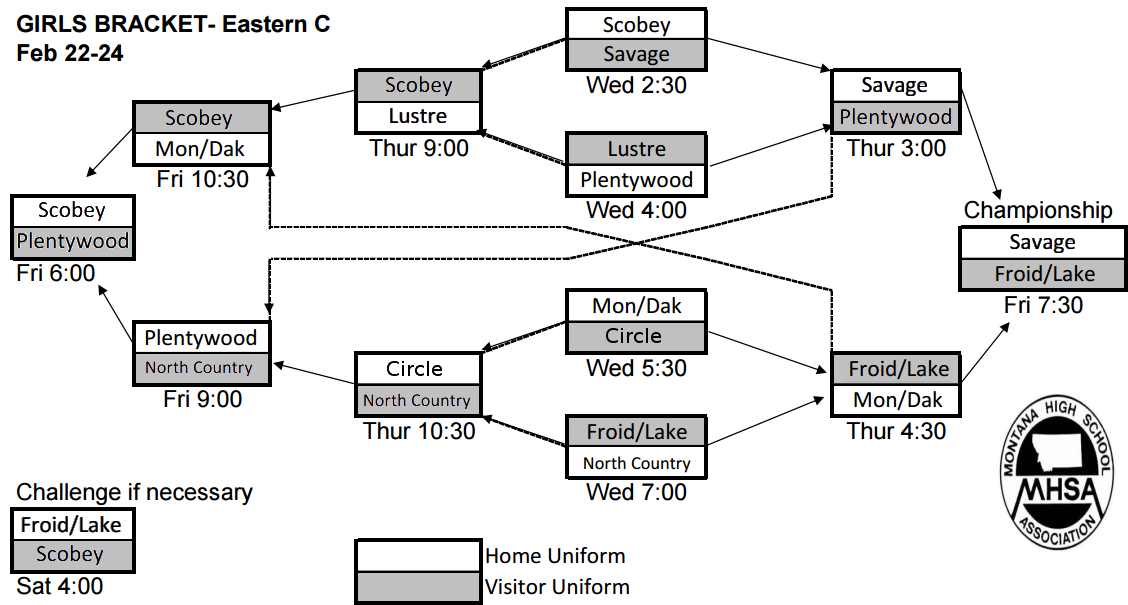 GIRLS BRACKET- Eastern C
Feb 22-24
Scobey
Savage
Wed 2:30
Scobey
Lustre
Thur 9:00
Savage
Plentywood
Thur 3:00
Scobey
Mon/Dak
Fri 10:30
Lustre
Plentywood
Wed 4:00
Scobey
Plentywood
Fri 6:00
Championship
Savage
Froid/Lake
Fri 7:30
Plentywood
North Country
Fri 9:00
Mon/Dak
Circle
Wed 5:30
Circle
North Country
Thur 10:30
Froid/Lake
Mon/Dak
Thur 4:30
Froid/Lake
North Country
Wed 7:00
Challenge if necessary
Froid/Lake
Scobey
Sat 4:00
Home Uniform
Visitor Uniform
MONTANA HIGH SCHOOL
MHSA
ASSOCIATION